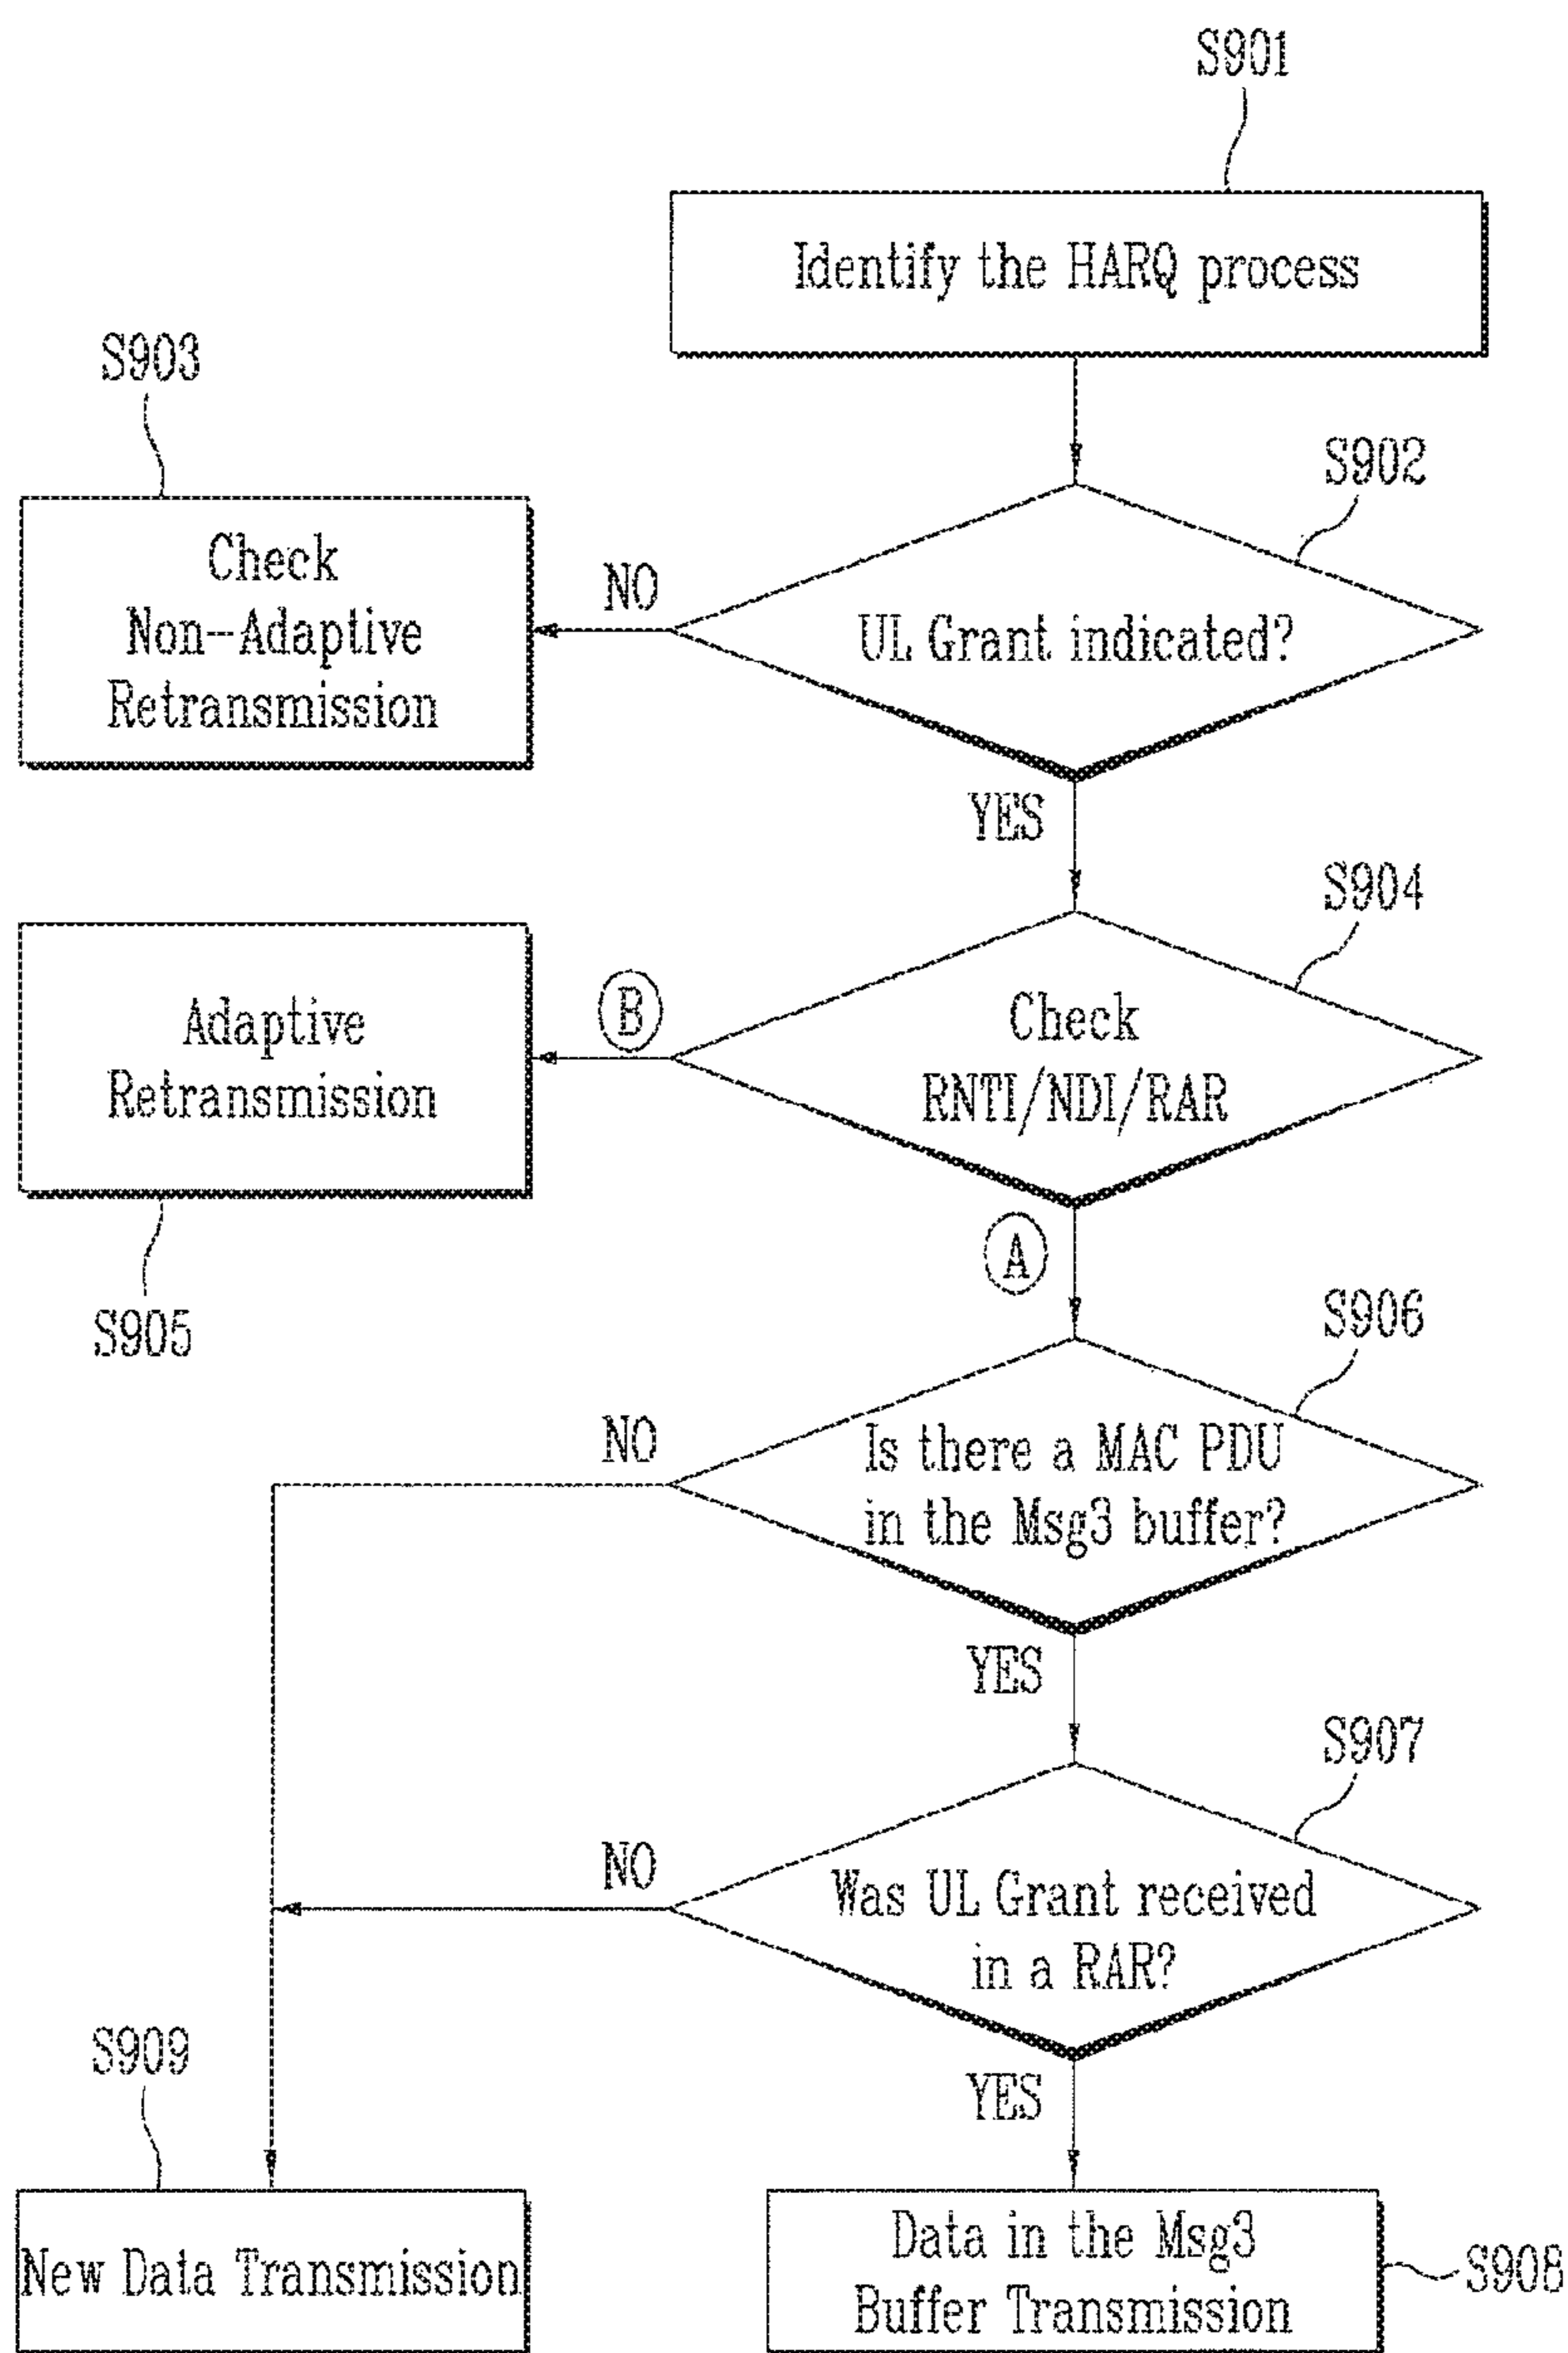 S901
Identify the HARQ process
S903
S902
Check
Non-Adaptive
Retransmission
NO
UL Grant indicated?
YES
S904
Adaptive
Retransmission
B
Check
RNTI/NDI/RAR
A
S905
S906
NO
Is there a MAC PDU
in the Msg3 buffer?
YES
S907
NO
Was UL Grant received
in a RAR?
S909
YES
New Data Transmission
Data in the Msg3
Buffer Transmission
S908